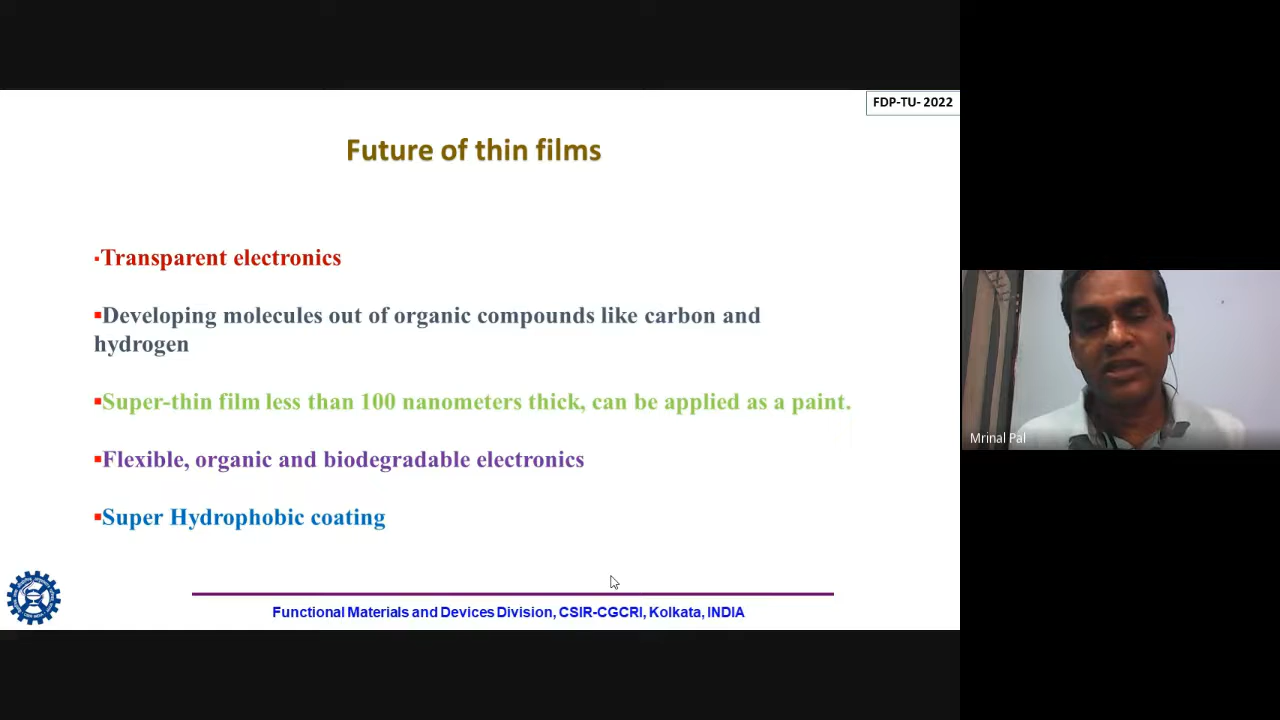 FDP-TU- 2022
Future of thin films
▪Transparent electronics
▪Developing molecules out of organic compounds like carbon and
hydrogen
▪Super-thin film less than 100 nanometers thick, can be applied as a paint.
▪Flexible, organic and biodegradable electronics
▪Super Hydrophobic coating
Functional Materials and Devices Division, CSIR-CGCRI, Kolkata, INDIA
Mrinal Pal